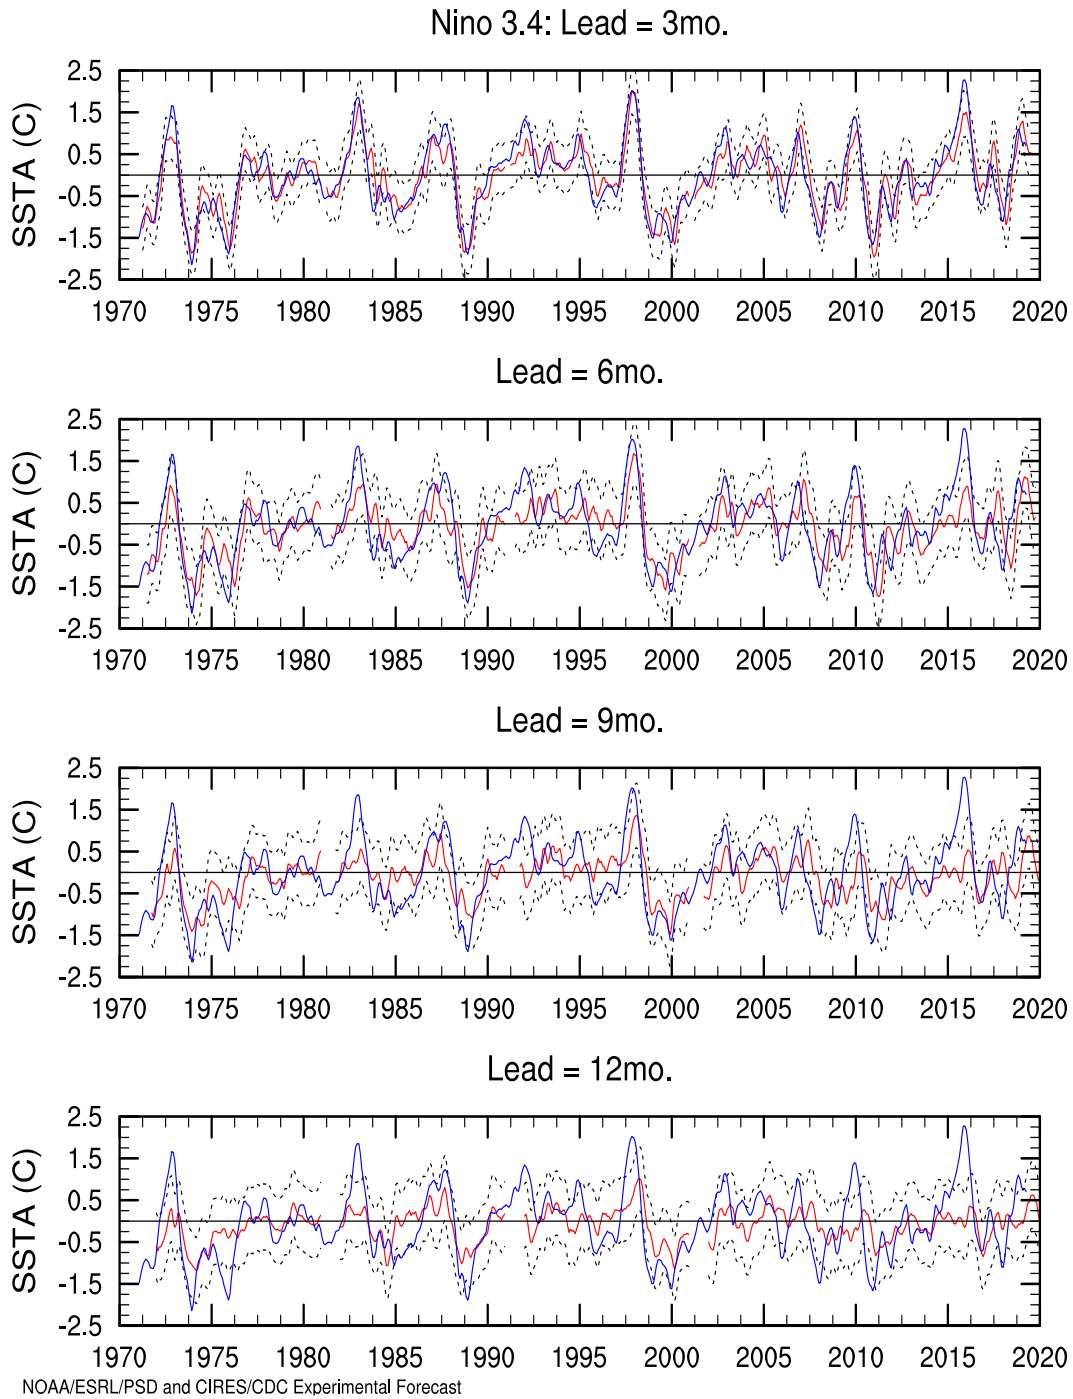 Nino 3.4: Lead = 3mo.
SSTA (C)
2.5
1.5
0.5
-0.5
-1.5
-2.5
1970 1975 1980 1985 1990 1995 2000 2005 2010 2015 2020
Lead = 6mo.
SSTA (C)
2.5
1.5
0.5
-0.5
-1.5
-2.5
1970 1975 1980 1985 1990 1995 2000 2005 2010 2015 2020
Lead = 9mo.
SSTA (C)
2.5
1.5
0.5
-0.5
-1.5
-2.5
1970 1975 1980 1985 1990 1995 2000 2005 2010 2015 2020
Lead = 12mo.
SSTA (C)
2.5
1.5
0.5
-0.5
-1.5
-2.5
1970 1975 1980 1985 1990 1995 2000 2005 2010 2015 2020
NOAA/ESRL/PSD and CIRES/CDC Experimental Forecast